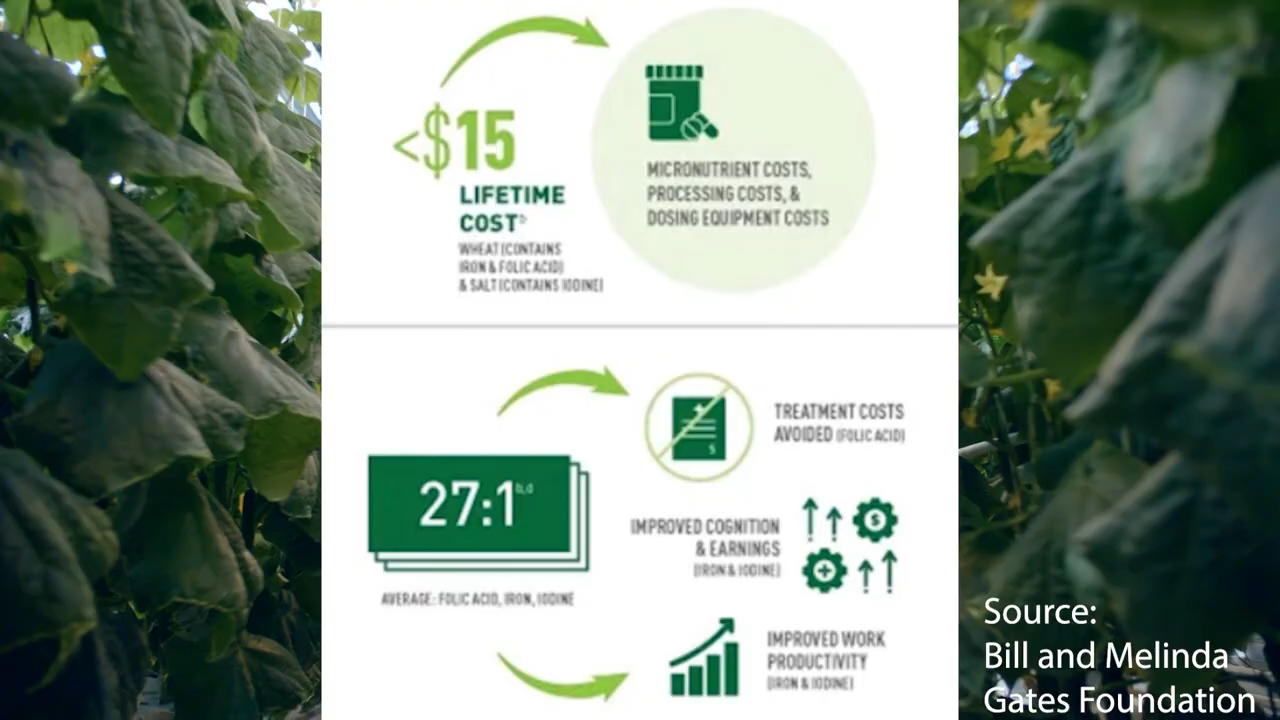 <$15
LIFETIME
COST
WHEAT (CONTAINS
IRON & FOLIC ACID)
& SALT (CONTAINS IODINE)
MICRONUTRIENT COSTS,
PROCESSING COSTS, &
DOSING EQUIPMENT COSTS
27:1
AVERAGE: FOLIC ACID, IRON, IODINE
TREATMENT COSTS
AVOIDED (FOLIC ACID)
IMPROVED COGNITION
& EARNINGS
(IRON & IODINE)
IMPROVED WORK
PRODUCTIVITY
(IRON & IODINE)
Source:
Bill and Melinda
Gates Foundation